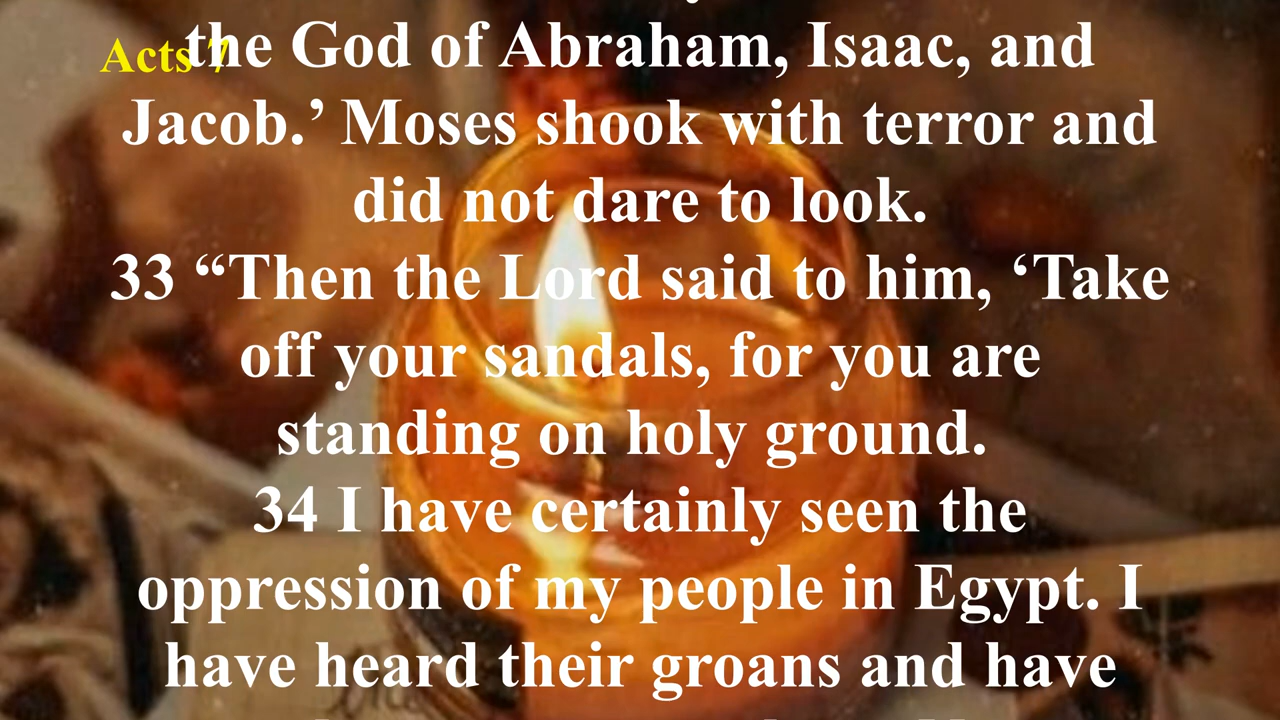 Acts 7
the God of Abraham, Isaac, and
Jacob.’ Moses shook with terror and
did not dare to look.
33 “Then the Lord said to him, ‘Take
off your sandals, for you are
standing on holy ground.
34 I have certainly seen the
oppression of my people in Egypt. I
have heard their groans and have